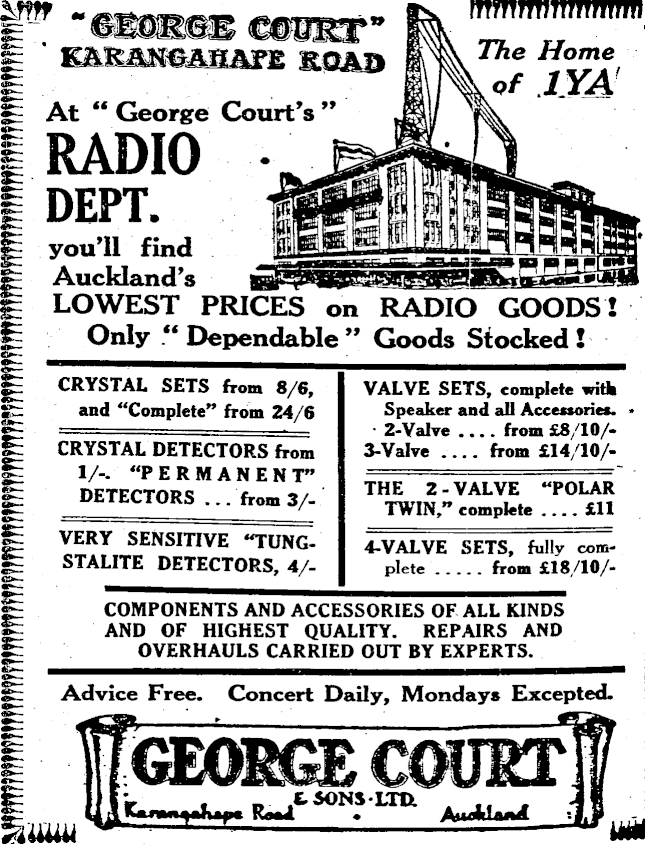 "GEORGE COURT"
KARANGAHAPE ROAD
The Home
of 1YA
At "George Court's"
RADIO
DEPT.
you'll find
Auckland's
LOWEST PRICES on RADIO GOODS!
Only "Dependable" Goods Stocked!
CRYSTAL SETS from 8/6,
and "Complete" from 24/6
CRYSTAL DETECTORS from
1/-. "PERMANENT"
DETECTORS ... from 3/-
VERY SENSITIVE "TUNG-
STALITE DETECTORS, 4/-
VALVE SETS, complete with
Speaker and all Accessories.
2-Valve .... from £8/10/-
3-Valve .... from £14/10/-
THE 2-VALVE "POLAR
TWIN," complete .... £11
4-VALVE SETS, fully com-
plete ..... from £18/10/-
COMPONENTS AND ACCESSORIES OF ALL KINDS
AND OF HIGHEST QUALITY. REPAIRS AND
OVERHAULS CARRIED OUT BY EXPERTS.
Advice Free. Concert Daily, Mondays Excepted.
GEORGE COURT
& SONS·LTD.
Karangahape Road • Auckland